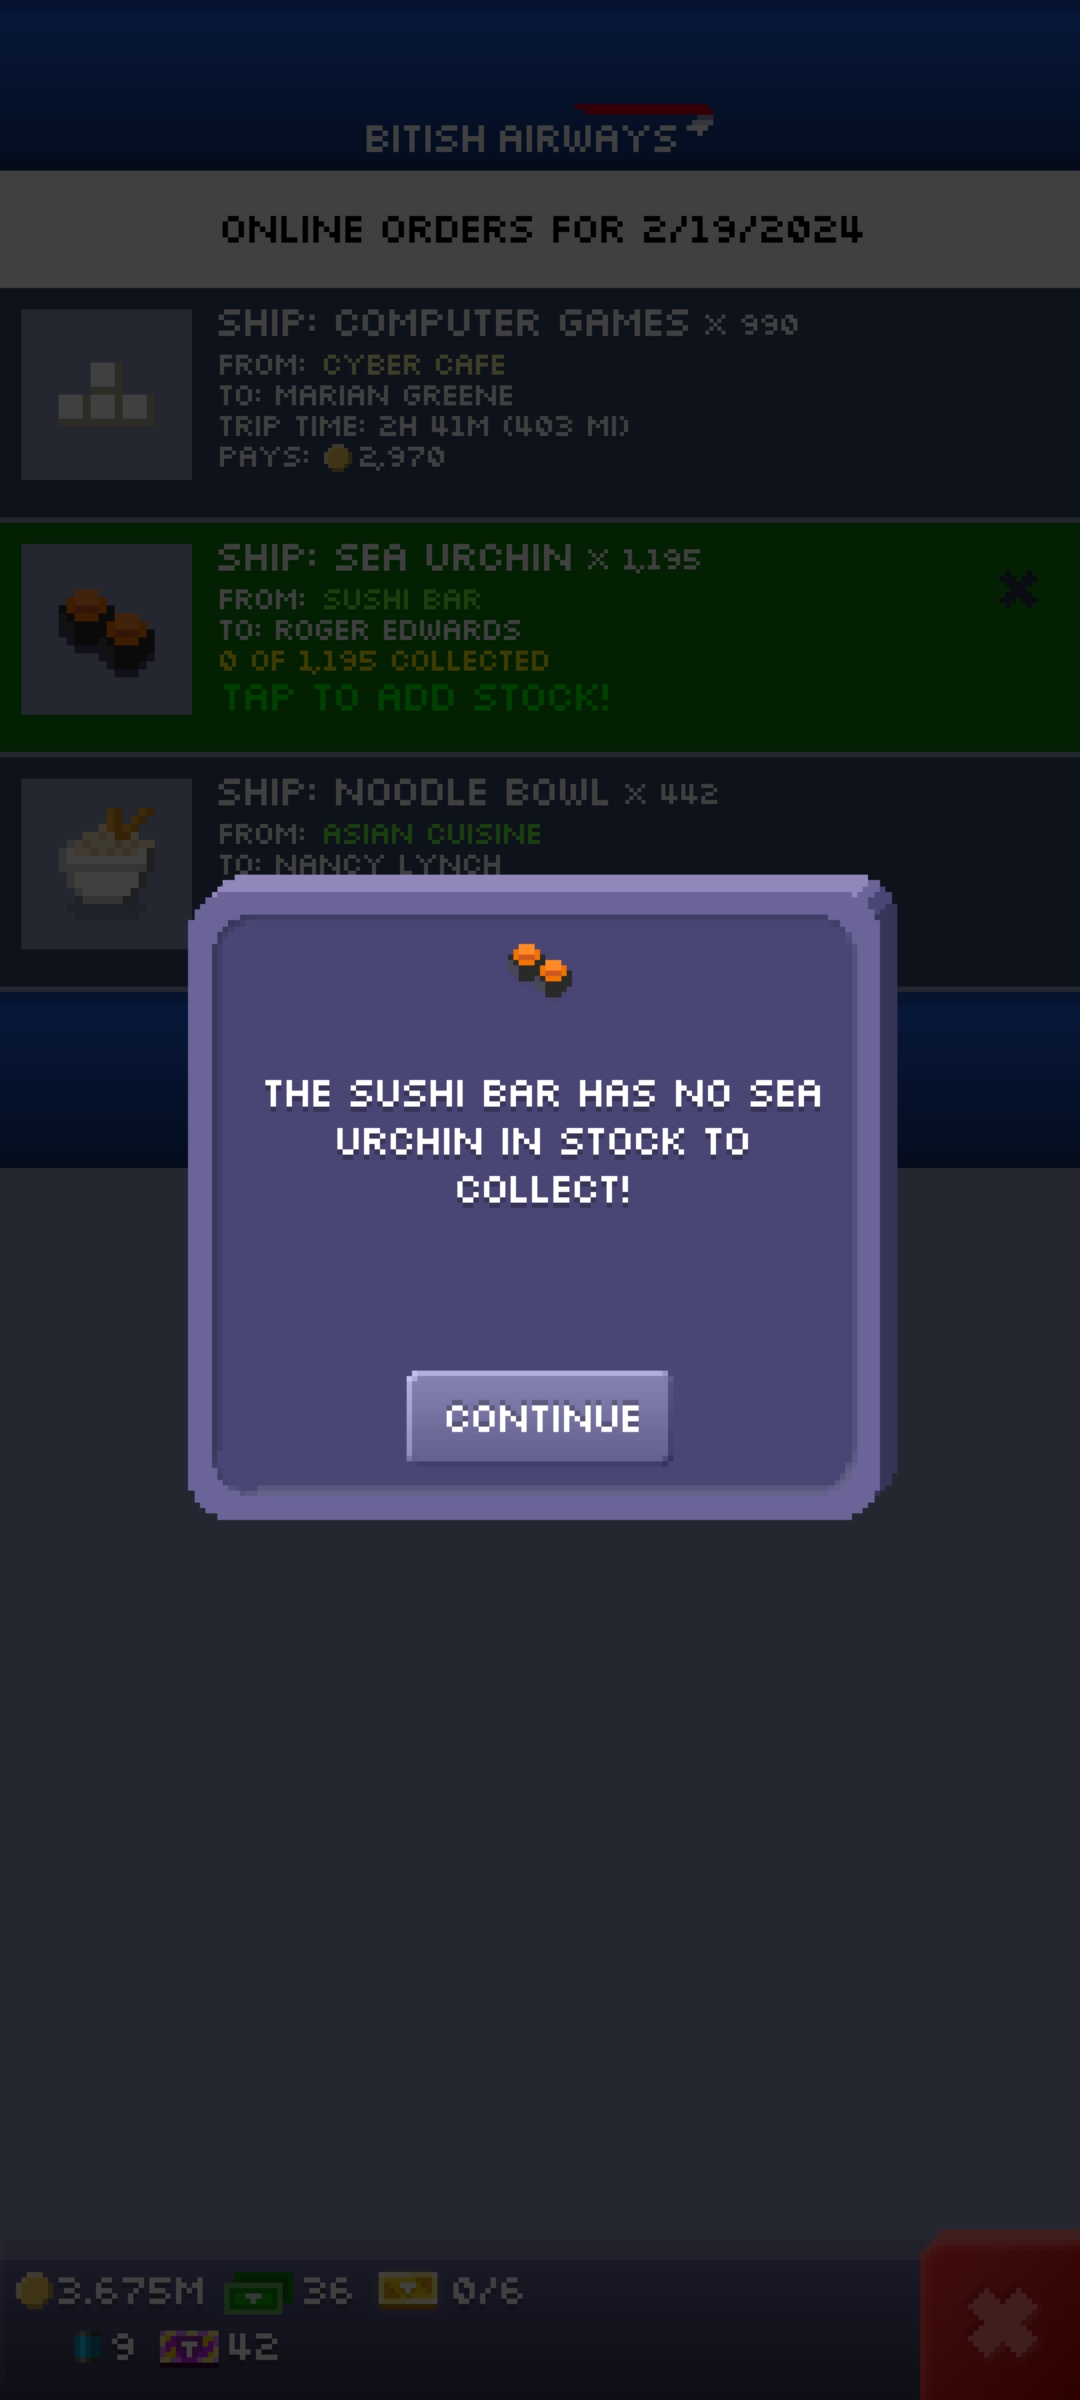 BITISH AIRWAYS
ONLINE ORDERS FOR 2/19/2024
SHIP: COMPUTER GAMES X 990
FROM: CYBER CAFE
TO: MARIAN GREENE
TRIP TIME: 2H 41M (403 MI)
PAYS: 2,970
SHIP: SEA URCHIN X 1,195
FROM: SUSHI BAR
TO: ROGER EDWARDS
0 OF 1,195 COLLECTED
TAP TO ADD STOCK!
SHIP: NOODLE BOWL X 442
FROM: ASIAN CUISINE
TO: NANCY LYNCH
THE SUSHI BAR HAS NO SEA
URCHIN IN STOCK TO
COLLECT!
CONTINUE
3.675M 36 0/6
9 T 42